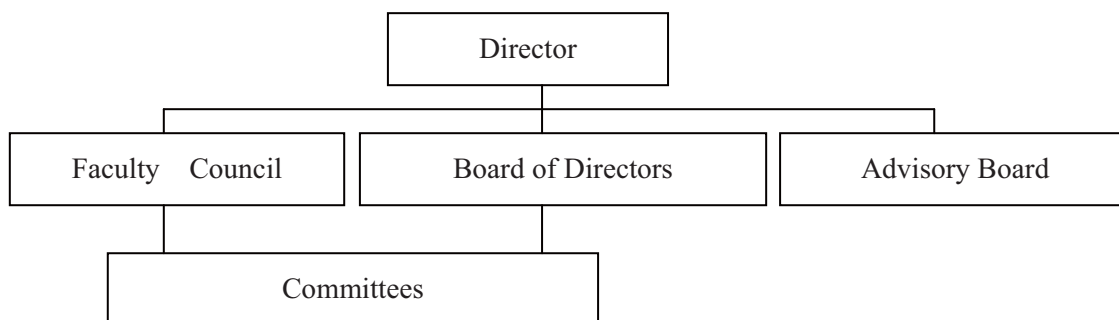 Director
Faculty Council
Board of Directors
Advisory Board
Committees